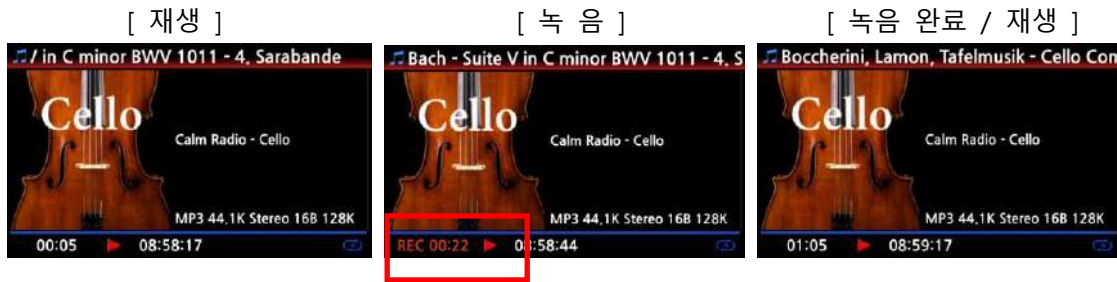 [ 재생 ]
[ 녹 음 ]
[ 녹음 완료 / 재생 ]
/ in C minor BWV 1011 - 4. Sarabande
Cello
Calm Radio - Cello
MP3 44.1K Stereo 16B 128K
00:05 08:58:17
Bach - Suite V in C minor BWV 1011 - 4. S
Cello
Calm Radio - Cello
MP3 44.1K Stereo 16B 128K
REC 00:22 08:58:44
Boccherini, Lamon, Tafelmusik - Cello Con
Cello
Calm Radio - Cello
MP3 44.1K Stereo 16B 128K
01:05 08:59:17